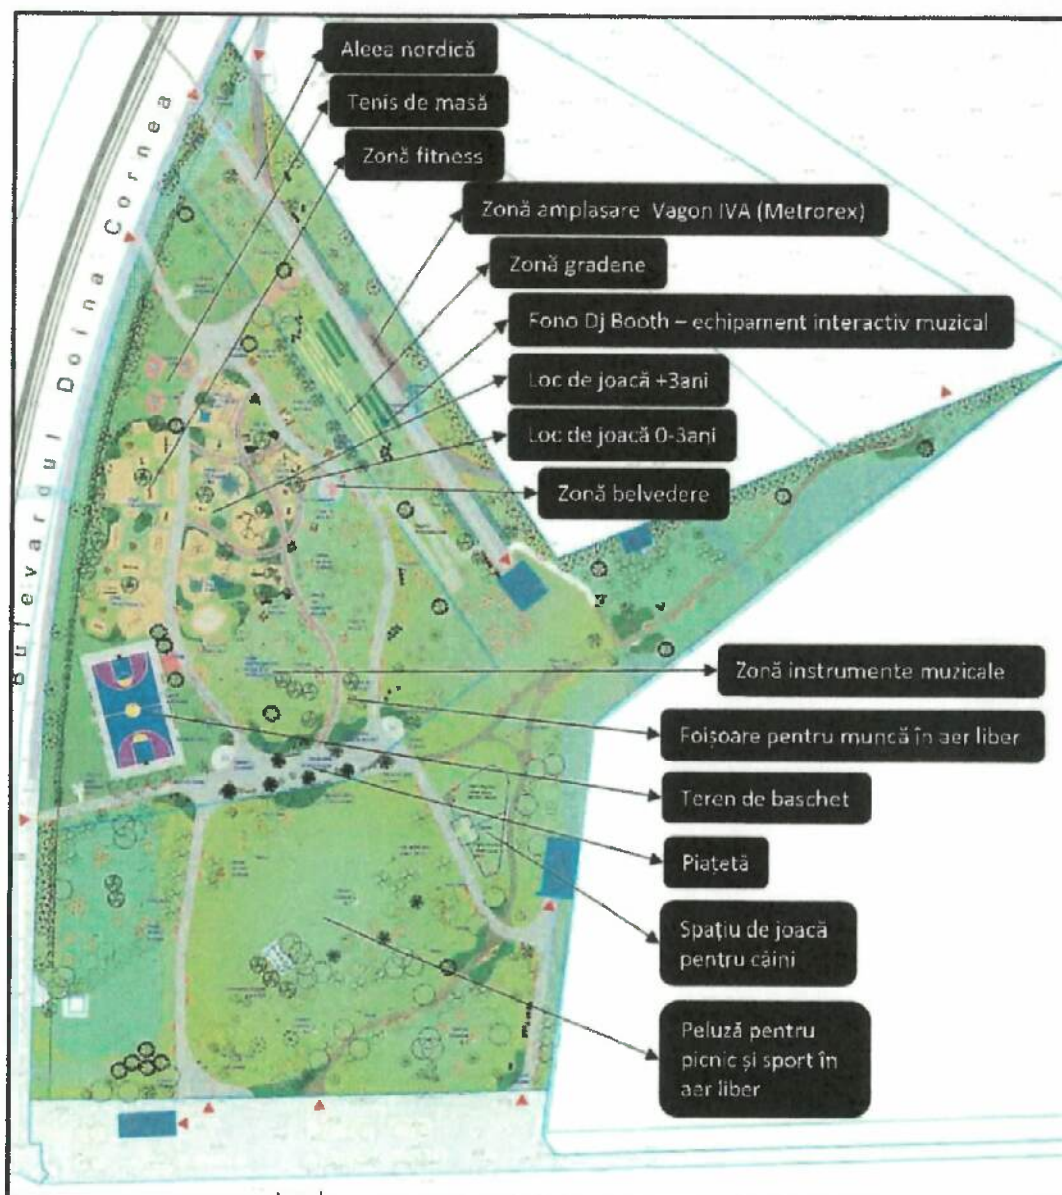 Bulevardul Doina Cornea
Aleea nordică
Tenis de masă
Zonă fitness
Zonă amplasare Vagon IVA (Metrorex)
Zonă gradene
Fono Dj Booth – echipament interactiv muzical
Loc de joacă +3ani
Loc de joacă 0-3ani
Zonă belvedere
Zonă instrumente muzicale
Foișoare pentru muncă în aer liber
Teren de baschet
Piațetă
Spațiu de joacă
pentru câini
Peluză pentru
picnic și sport în
aer liber